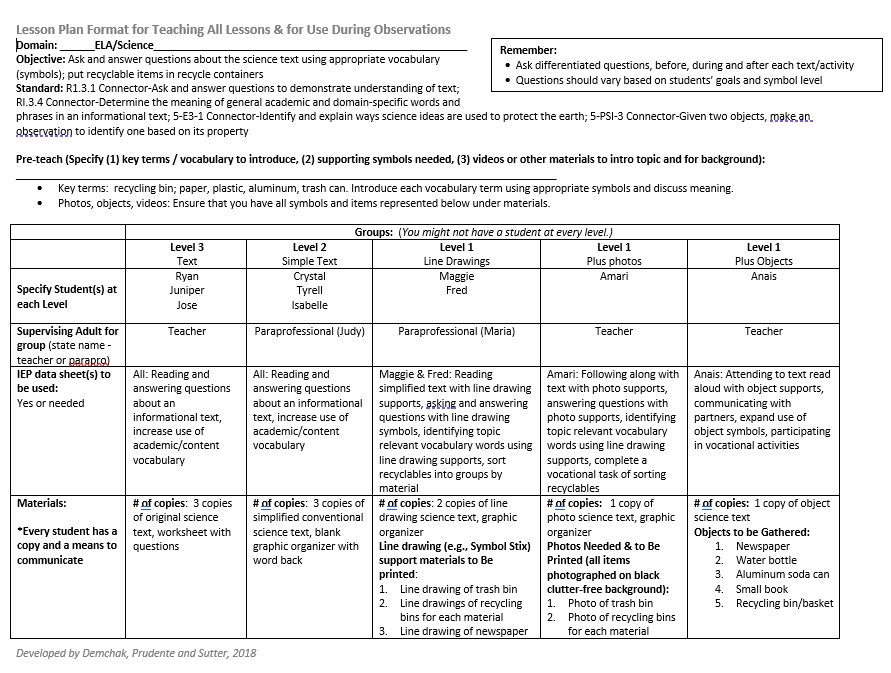 Lesson Plan Format for Teaching All Lessons & for Use During Observations
Domain: ______ELA/Science______________________________________________
Objective: Ask and answer questions about the science text using appropriate vocabulary
(symbols); put recyclable items in recycle containers
Standard: R1.3.1 Connector-Ask and answer questions to demonstrate understanding of text;
RI.3.4 Connector-Determine the meaning of general academic and domain-specific words and
phrases in an informational text; 5-E3-1 Connector-Identify and explain ways science ideas are used to protect the earth; 5-PSI-3 Connector-Given two objects, make an
observation to identify one based on its property
Remember:
• Ask differentiated questions, before, during and after each text/activity
• Questions should vary based on students' goals and symbol level
Pre-teach (Specify (1) key terms / vocabulary to introduce, (2) supporting symbols needed, (3) videos or other materials to intro topic and for background):
• Key terms: recycling bin; paper, plastic, aluminum, trash can. Introduce each vocabulary term using appropriate symbols and discuss meaning.
• Photos, objects, videos: Ensure that you have all symbols and items represented below under materials.
Groups: (You might not have a student at every level.)
Level 3
Text
Level 2
Simple Text
Level 1
Line Drawings
Level 1
Plus photos
Level 1
Plus Objects
Specify Student(s) at
each Level
Ryan
Juniper
Jose
Crystal
Tyrell
Isabelle
Maggie
Fred
Amari
Anais
Supervising Adult for
group (state name -
teacher or parapro)
Teacher
Paraprofessional (Judy)
Paraprofessional (Maria)
Teacher
Teacher
IEP data sheet(s) to
be used:
Yes or needed
All: Reading and
answering questions
about an
informational text,
increase use of
academic/content
vocabulary
All: Reading and
answering questions
about an informational
text, increase use of
academic/content
vocabulary
Maggie & Fred: Reading
simplified text with line drawing
supports, asking and answering
questions with line drawing
symbols, identifying topic
relevant vocabulary words using
line drawing supports, sort
recyclables into groups by
material
Amari: Following along with
text with photo supports,
answering questions with
photo supports, identifying
topic relevant vocabulary
words using line drawing
supports, complete a
vocational task of sorting
recyclables
Anais: Attending to text read
aloud with object supports,
communicating with
partners, expand use of
object symbols, participating
in vocational activities
Materials:
*Every student has a
copy and a means to
communicate
# of copies: 3 copies
of original science
text, worksheet with
questions
# of copies: 3 copies of
simplified conventional
science text, blank
graphic organizer with
word back
# of copies: 2 copies of line
drawing science text, graphic
organizer
Line drawing (e.g., Symbol Stix)
support materials to Be
printed:
1. Line drawing of trash bin
2. Line drawings of recycling
bins for each material
3. Line drawing of newspaper
# of copies: 1 copy of
photo science text, graphic
organizer
Photos Needed & to Be
Printed (all items
photographed on black
clutter-free background):
1. Photo of trash bin
2. Photo of recycling bins
for each material
# of copies: 1 copy of object
science text
Objects to be Gathered:
1. Newspaper
2. Water bottle
3. Aluminum soda can
4. Small book
5. Recycling bin/basket
Developed by Demchak, Prudente and Sutter, 2018